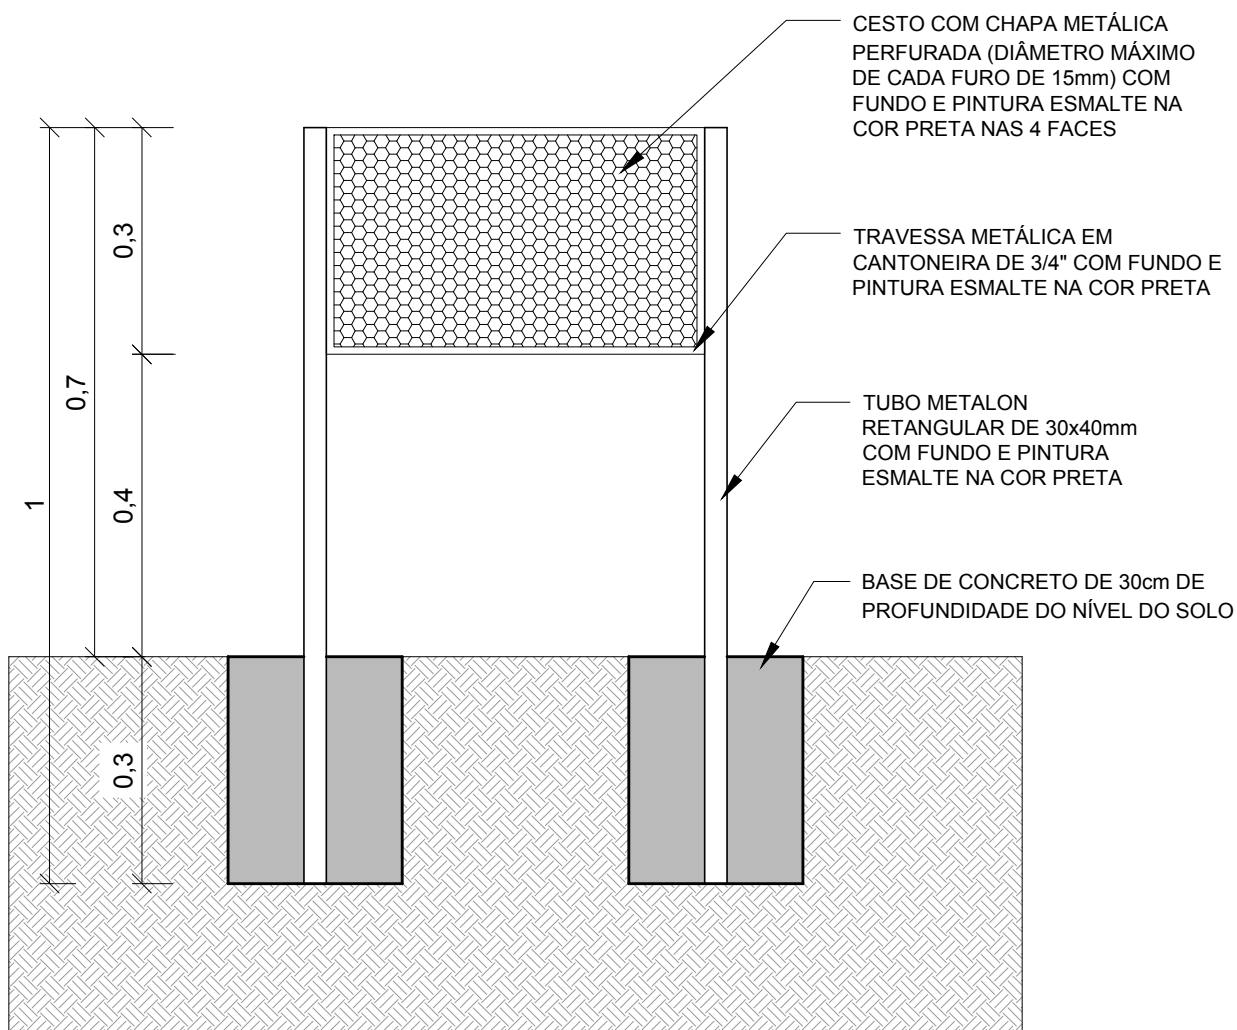 CESTO COM CHAPA METÁLICA
PERFURADA (DIÂMETRO MÁXIMO
DE CADA FURO DE 15mm) COM
FUNDO E PINTURA ESMALTE NA
COR PRETA NAS 4 FACES
TRAVESSA METÁLICA EM
CANTONEIRA DE 3/4" COM FUNDO E
PINTURA ESMALTE NA COR PRETA
TUBO METALON
RETANGULAR DE 30x40mm
COM FUNDO E PINTURA
ESMALTE NA COR PRETA
BASE DE CONCRETO DE 30cm DE
PROFUNDIDADE DO NÍVEL DO SOLO
1
0,7
0,3
0,4
0,3